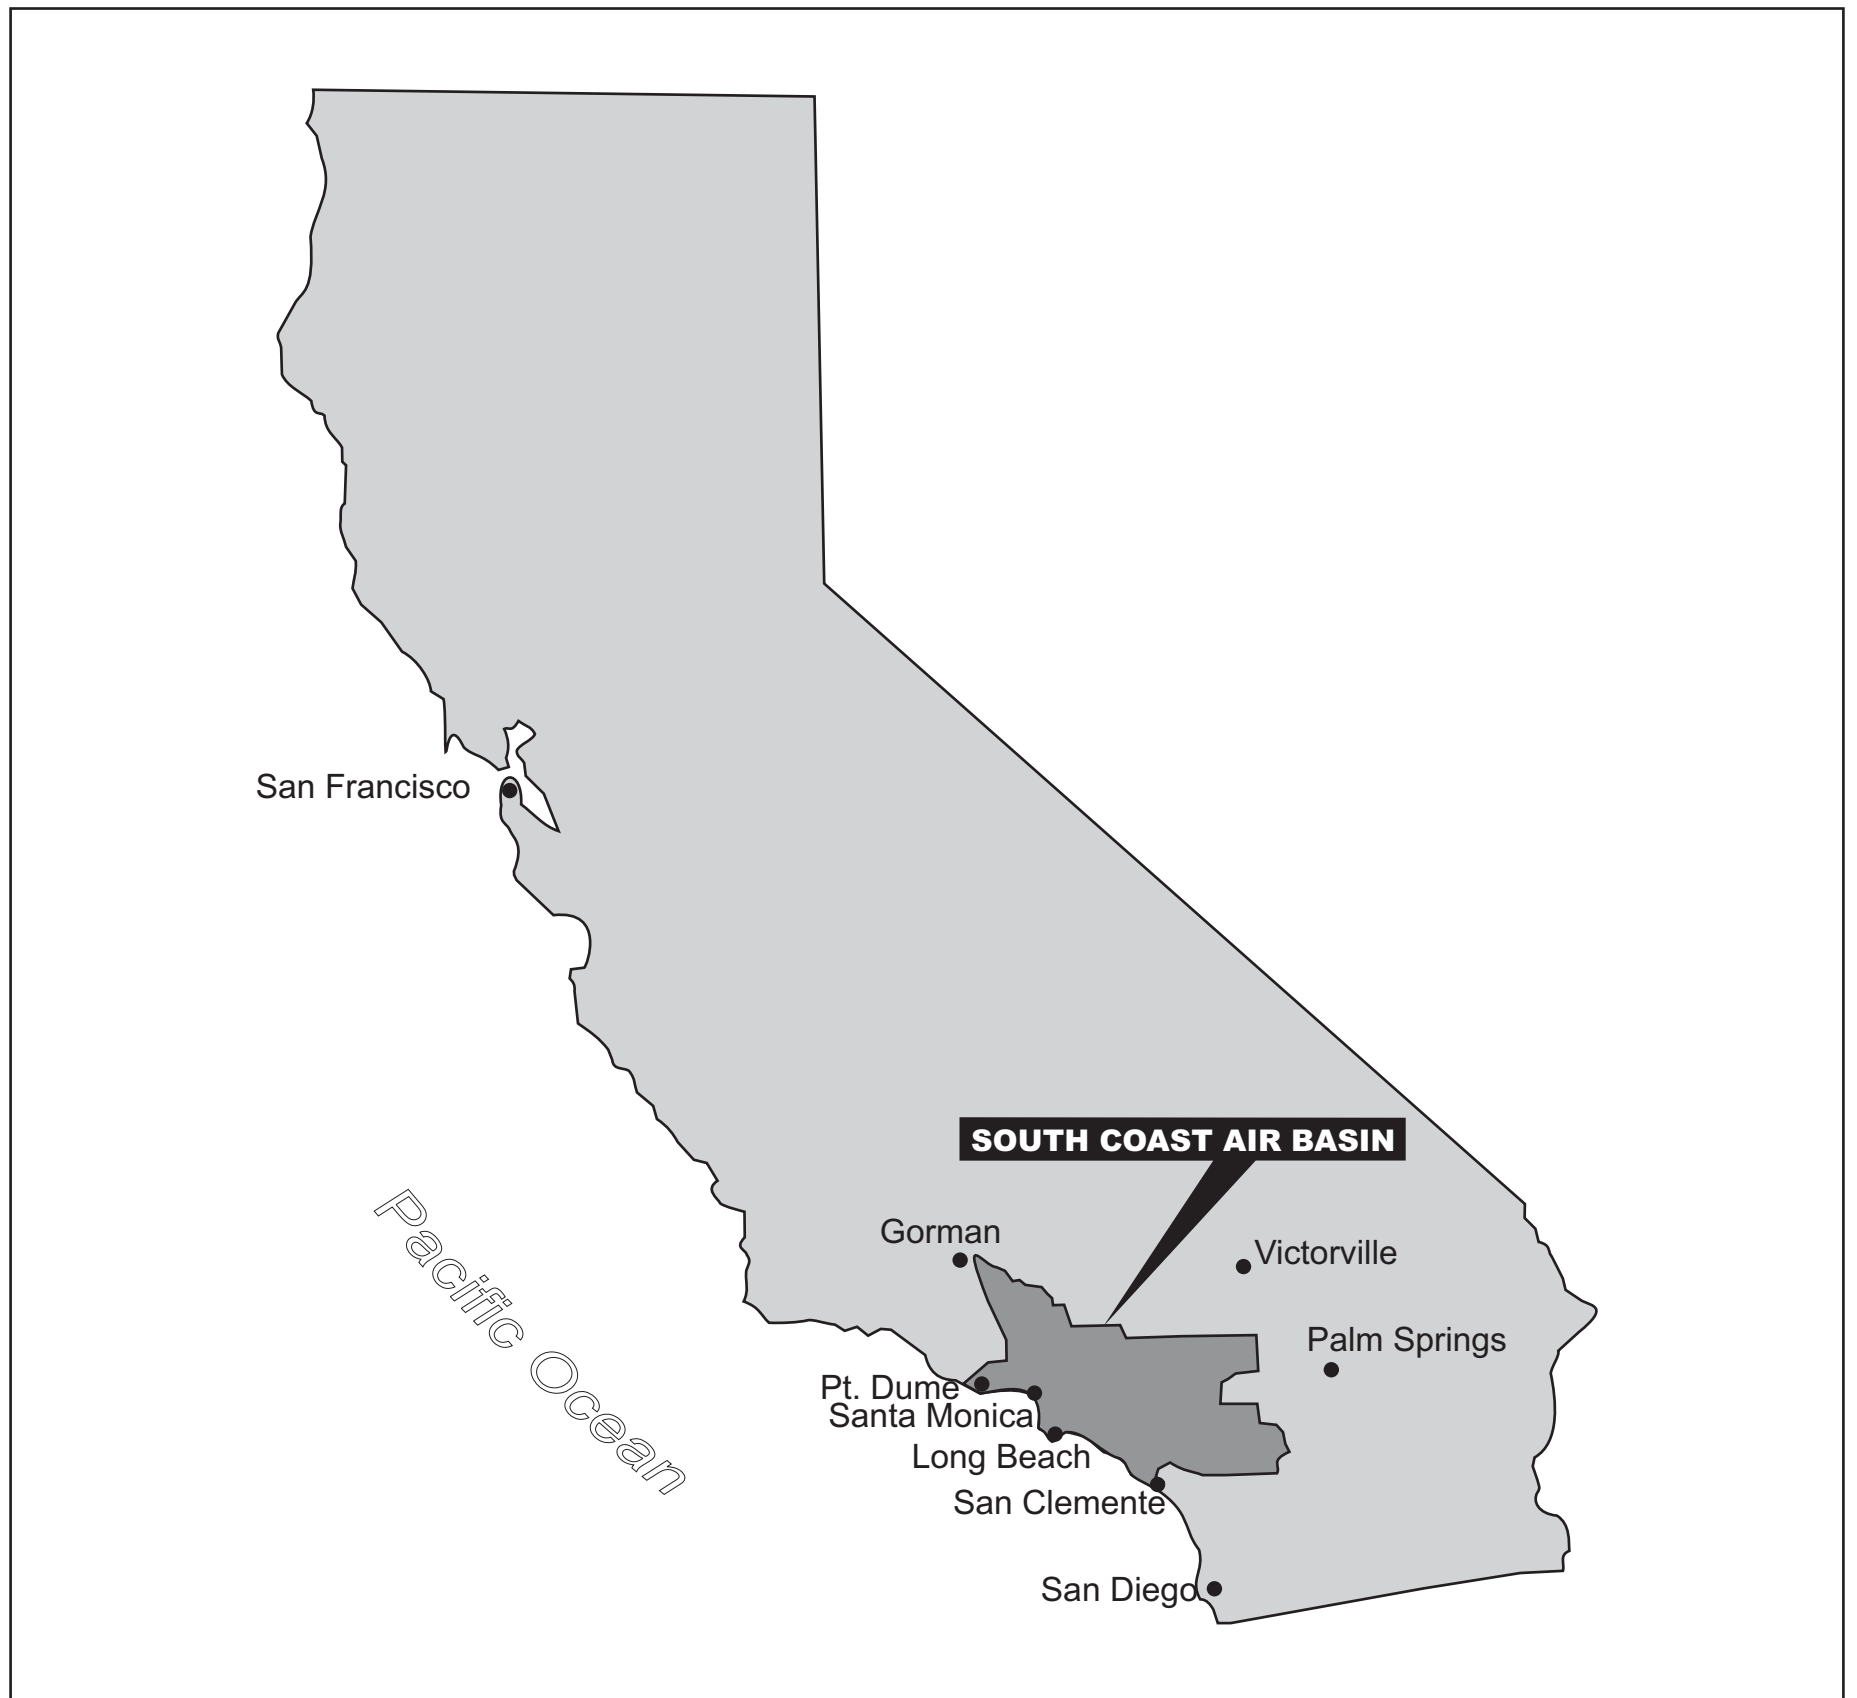 San Francisco
SOUTH COAST AIR BASIN
Pacific Ocean
Gorman
Victorville
Palm Springs
Pt. Dume
Santa Monica
Long Beach
San Clemente
San Diego